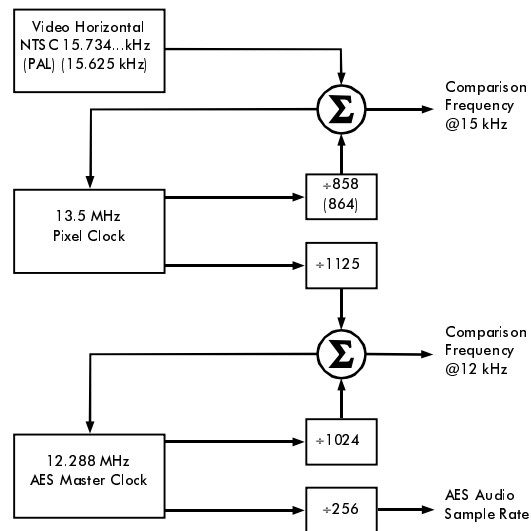 Video Horizontal
NTSC 15.734...kHz
(PAL) (15.625 kHz)
Σ
Comparison
Frequency
@15 kHz
÷858
(864)
13.5 MHz
Pixel Clock
÷1125
Σ
Comparison
Frequency
@12 kHz
÷1024
12.288 MHz
AES Master Clock
÷256
AES Audio
Sample Rate